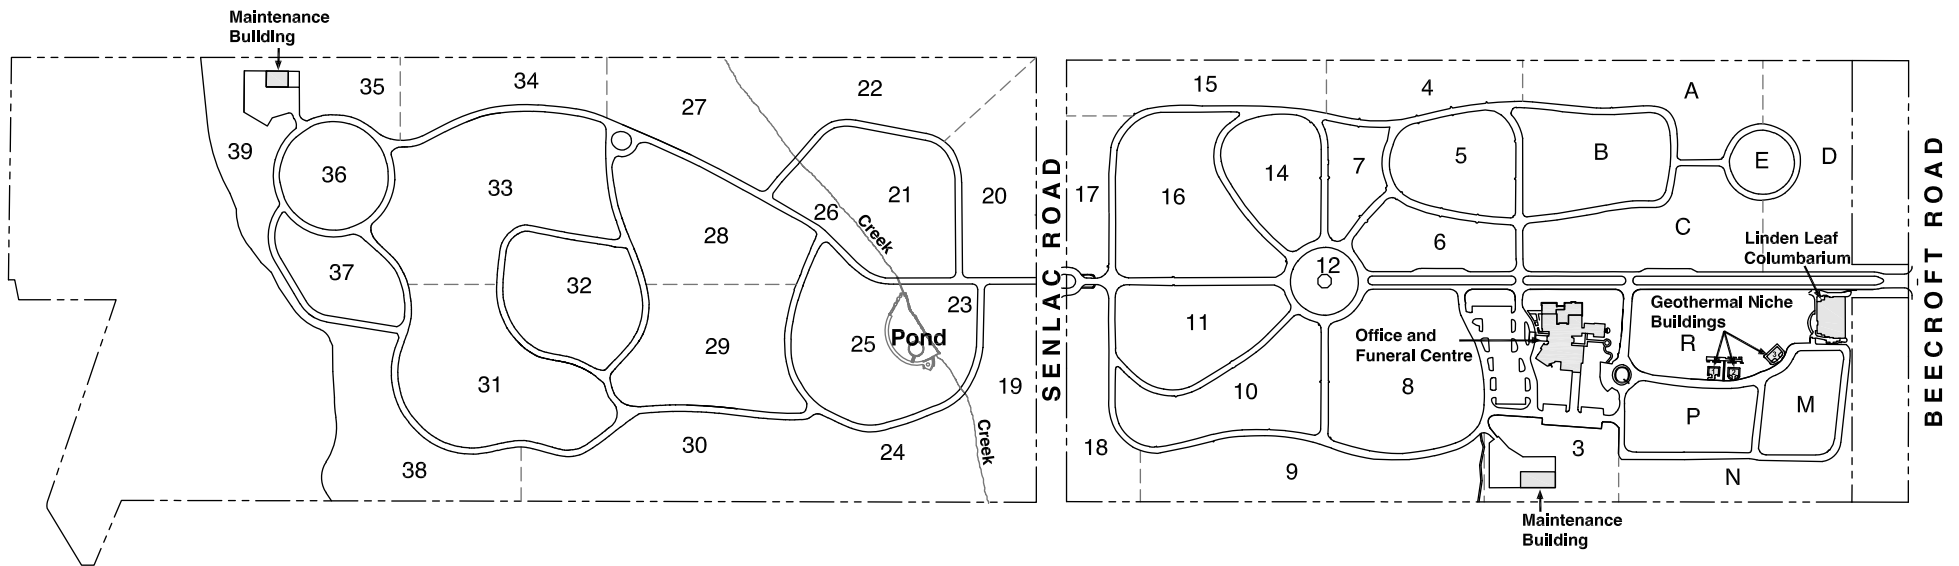 Maintenance
Building
35
34
27
22
39
36
33
28
26
21
20
Creek
37
32
29
25
23
Pond
31
19
38
30
24
Creek
SENLAC ROAD
15
4
A
17
16
14
7
5
B
E
D
6
C
12
Linden Leaf
Columbarium
11
Office and
Funeral Centre
Geothermal Niche
Buildings
R
10
8
P
M
18
9
3
N
Maintenance
Building
BEECROFT ROAD